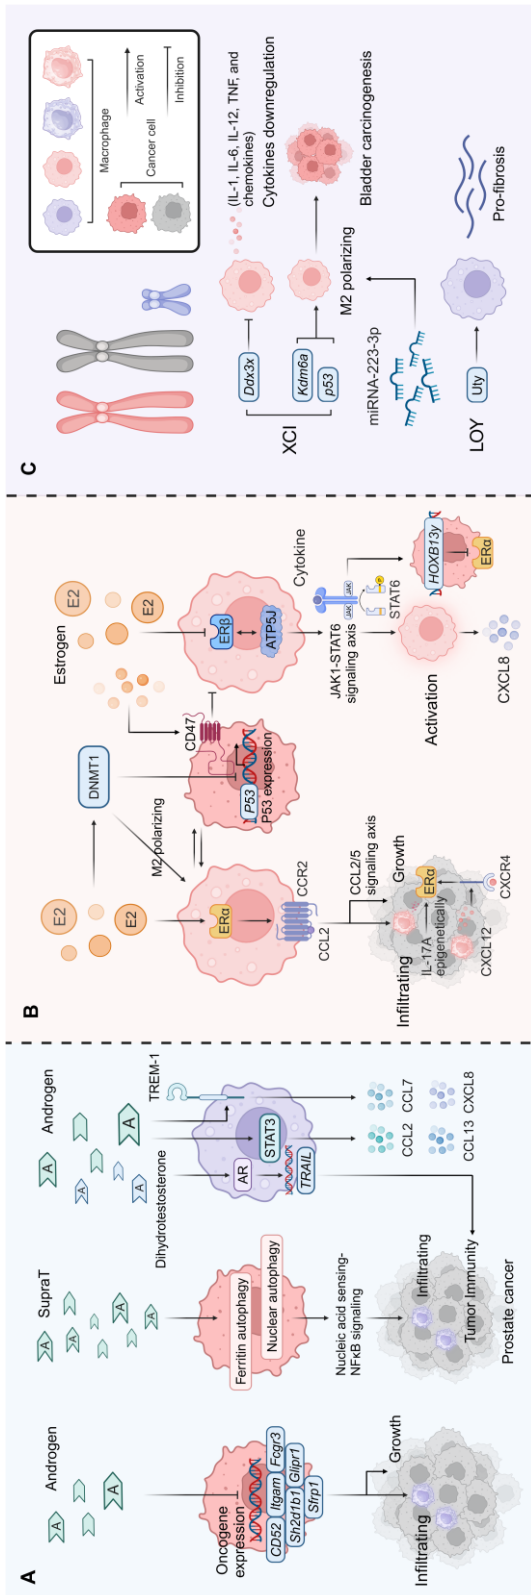 A
Androgen
A
A
A
Oncogene
expression
CD52
Itgam
Fcgr3
Sh2d1b1
Glipr1
Sfrp1
Infiltrating
Growth
SupraT
A
A
A
A
A
Ferritin autophagy
Nuclear autophagy
Nucleic acid sensing-
NFκB signaling
Infiltrating
Tumor Immunity
Prostate cancer
Androgen
A
A
A
A
Dihydrotestosterone
TREM-1
AR
STAT3
TRAIL
CCL2
CCL7
CCL13
CXCL8
B
E2
E2
DNMT1
Estrogen
E2
E2
M2 polarizing
ERα
CCR2
CCL2
CD47
P53
P53 expression
ERβ
ATP5J
Cytokine
JAK1-STAT6
signaling axis
JAK
JAK
P
STAT6
HOXB13γ
ERα
Activation
CXCL8
CCL2/5
signaling axis
Infiltrating
Growth
IL-17A
epigenetically
ERα
CXCL12
CXCR4
C
Macrophage
Cancer cell
Activation
Inhibition
XCI
Ddx3x
(IL-1, IL-6, IL-12, TNF, and
chemokines)
Cytokines downregulation
Kdm6a
p53
M2 polarizing
Bladder carcinogenesis
miRNA-223-3p
LOY
Uty
Pro-fibrosis